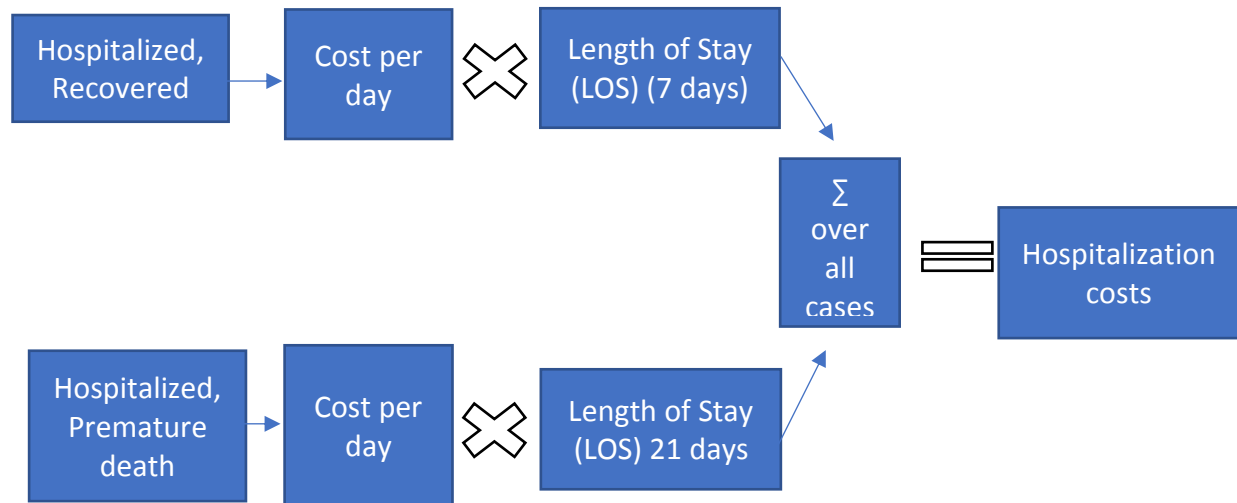 Hospitalized,
Recovered
Cost per
day
Length of Stay
(LOS) (7 days)
∑
over
all
cases
Hospitalization
costs
Hospitalized,
Premature
death
Cost per
day
Length of Stay
(LOS) 21 days